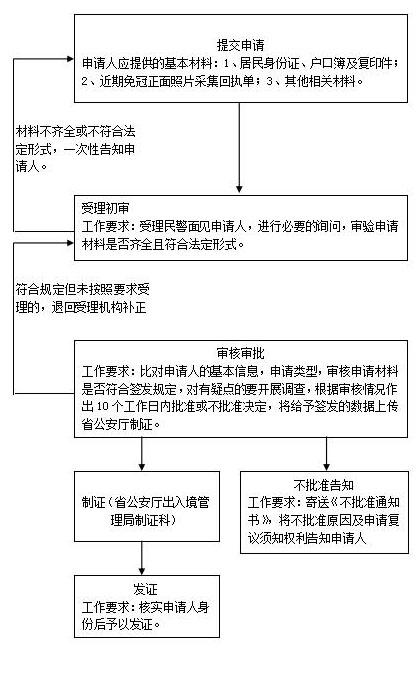 提交申请
申请人应提供的基本材料：1、居民身份证、户口簿及复印件；
2、近期免冠正面照片采集回执单；3、其他相关材料。
材料不齐全或不符合法
定形式，一次性告知申
请人。
受理初审
工作要求：受理民警面见申请人，进行必要的询问，审验申请
材料是否齐全且符合法定形式。
符合规定但未按照要求受
理的，退回受理机构补正
审核审批
工作要求：比对申请人的基本信息，申请类型，审核申请材料
是否符合签发规定，对有疑点的要开展调查，根据审核情况作
出 10 个工作日内批准或不批准决定，将给予签发的数据上传
省公安厅制证。
制证（省公安厅出入境管
理局制证科）
不批准告知
工作要求：寄送《不批准通知
书》，将不批准原因及申请复
议须知权利告知申请人
发证
工作要求：核实申请人身
份后予以发证。